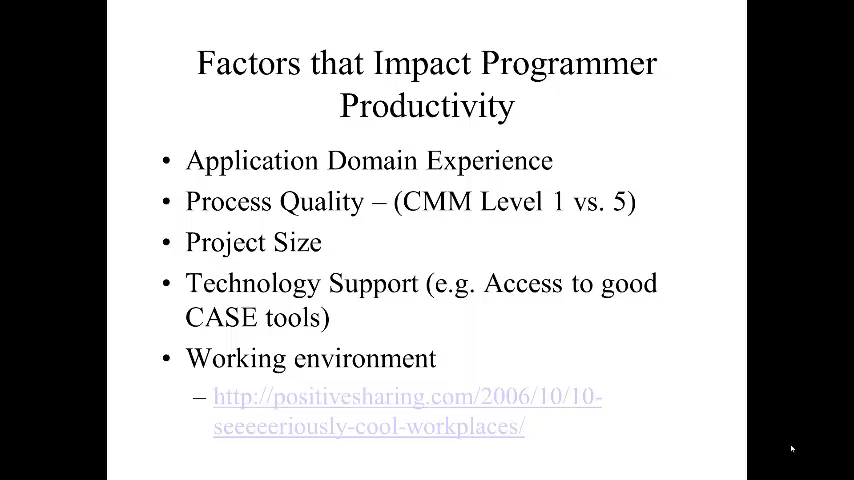 Factors that Impact Programmer
Productivity
• Application Domain Experience
• Process Quality – (CMM Level 1 vs. 5)
• Project Size
• Technology Support (e.g. Access to good
CASE tools)
• Working environment
– http://positivesharing.com/2006/10/10-
seeeeeriously-cool-workplaces/